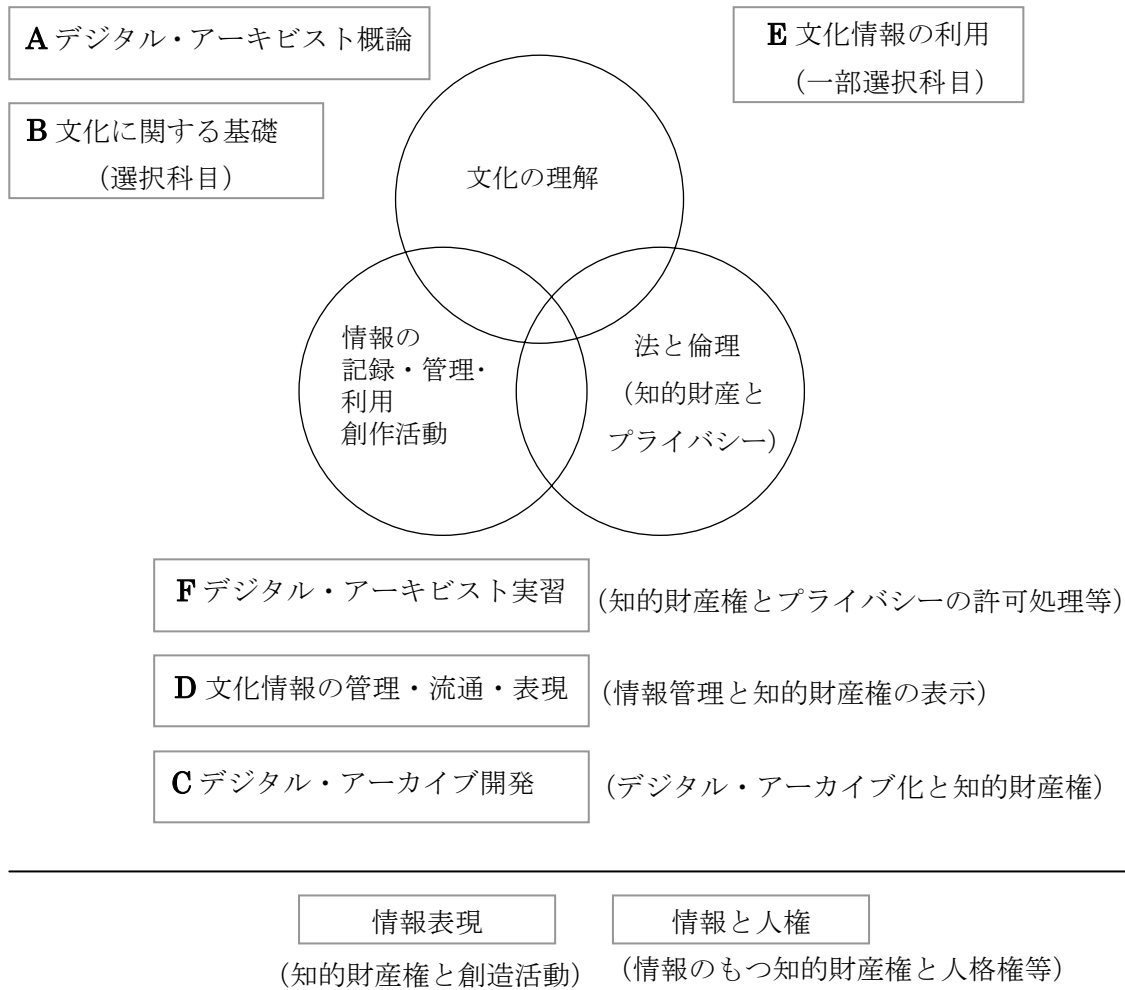 A デジタル・アーキビスト概論
E 文化情報の利用
（一部選択科目）
B 文化に関する基礎
（選択科目）
文化の理解
情報の
記録・管理・
利用
創作活動
法と倫理
（知的財産と
プライバシー）
F デジタル・アーキビスト実習
（知的財産権とプライバシーの許可処理等）
D 文化情報の管理・流通・表現
（情報管理と知的財産権の表示）
C デジタル・アーカイブ開発
（デジタル・アーカイブ化と知的財産権）
情報表現
（知的財産権と創造活動）
情報と人権
（情報のもつ知的財産権と人格権等）